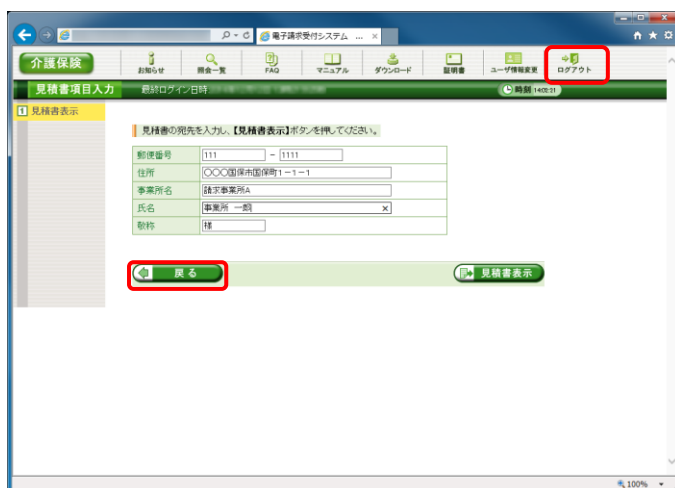 電子請求受付システム ...
介護保険
お知らせ 照会一覧 FAQ マニュアル ダウンロード 証明書 ユーザ情報変更 ログアウト
見積書項目入力 最終ログイン日時 時刻
1 見積書表示
見積書の宛先を入力し、【見積書表示】ボタンを押してください。
郵便番号 111 - 1111
住所 〇〇〇国保市国保町1-1-1
事業所名 請求事業所A
氏名 事業所 一郎
敬称 様
戻る 見積書表示
100%